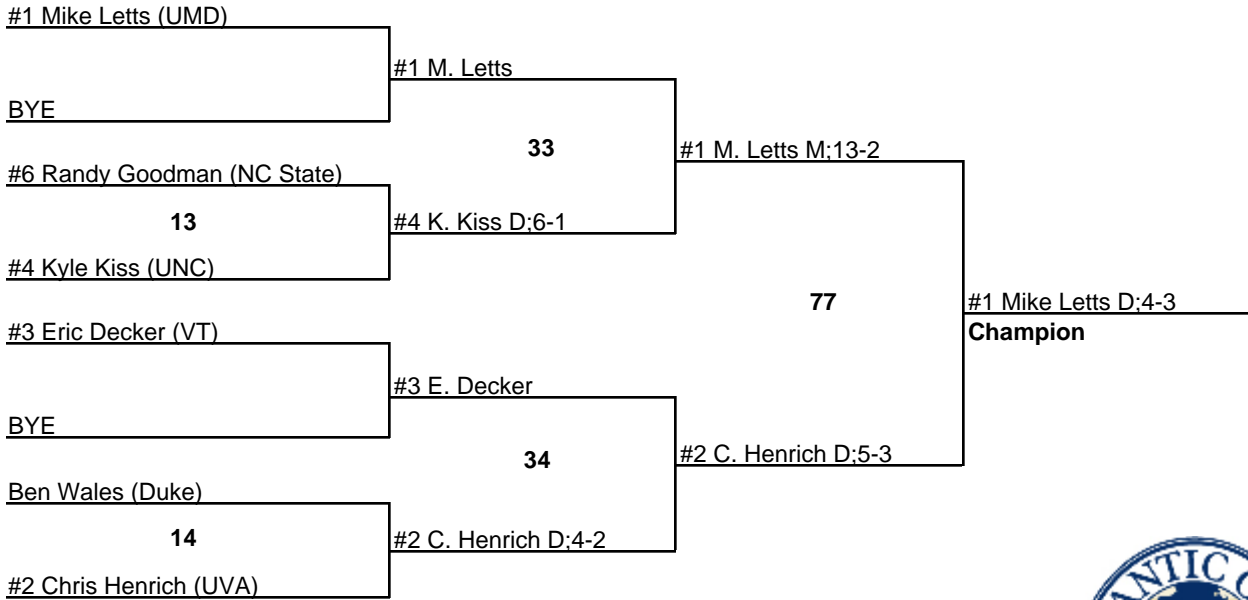 #1 Mike Letts (UMD)
#1 M. Letts
BYE
33
#1 M. Letts M;13-2
#6 Randy Goodman (NC State)
13
#4 K. Kiss D;6-1
#4 Kyle Kiss (UNC)
77
#1 Mike Letts D;4-3
Champion
#3 Eric Decker (VT)
#3 E. Decker
BYE
34
#2 C. Henrich D;5-3
Ben Wales (Duke)
14
#2 C. Henrich D;4-2
#2 Chris Henrich (UVA)